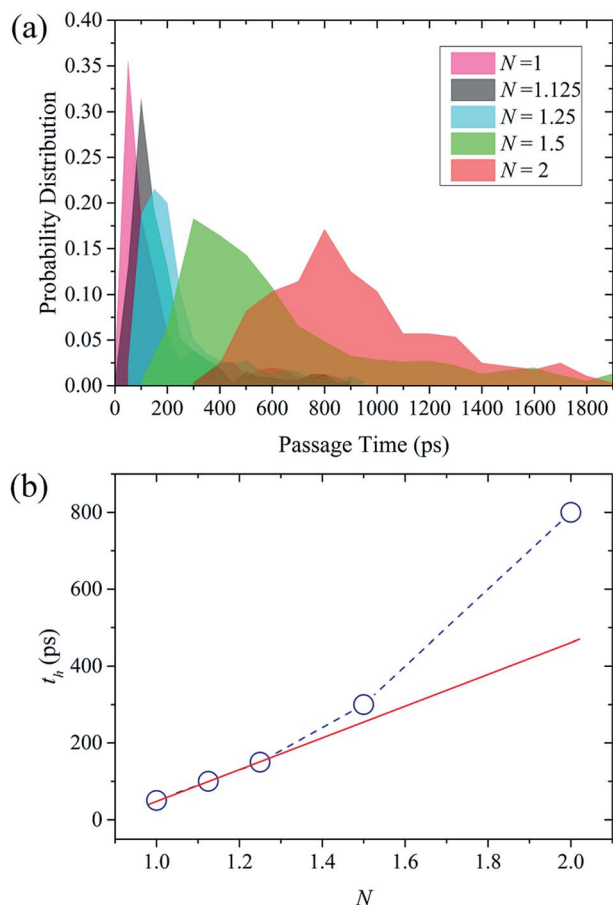 (a)
0.40
0.35
0.30
0.25
0.20
0.15
0.10
0.05
0.00
Probability Distribution
N =1
N=1.125
N = 1.25
N = 1.5
N = 2
0 200 400 600 800 1000 1200 1400 1600 1800
Passage Time (ps)
(b)
800
600
400
200
0
t_h (ps)
1.0 1.2 1.4 1.6 1.8 2.0
N